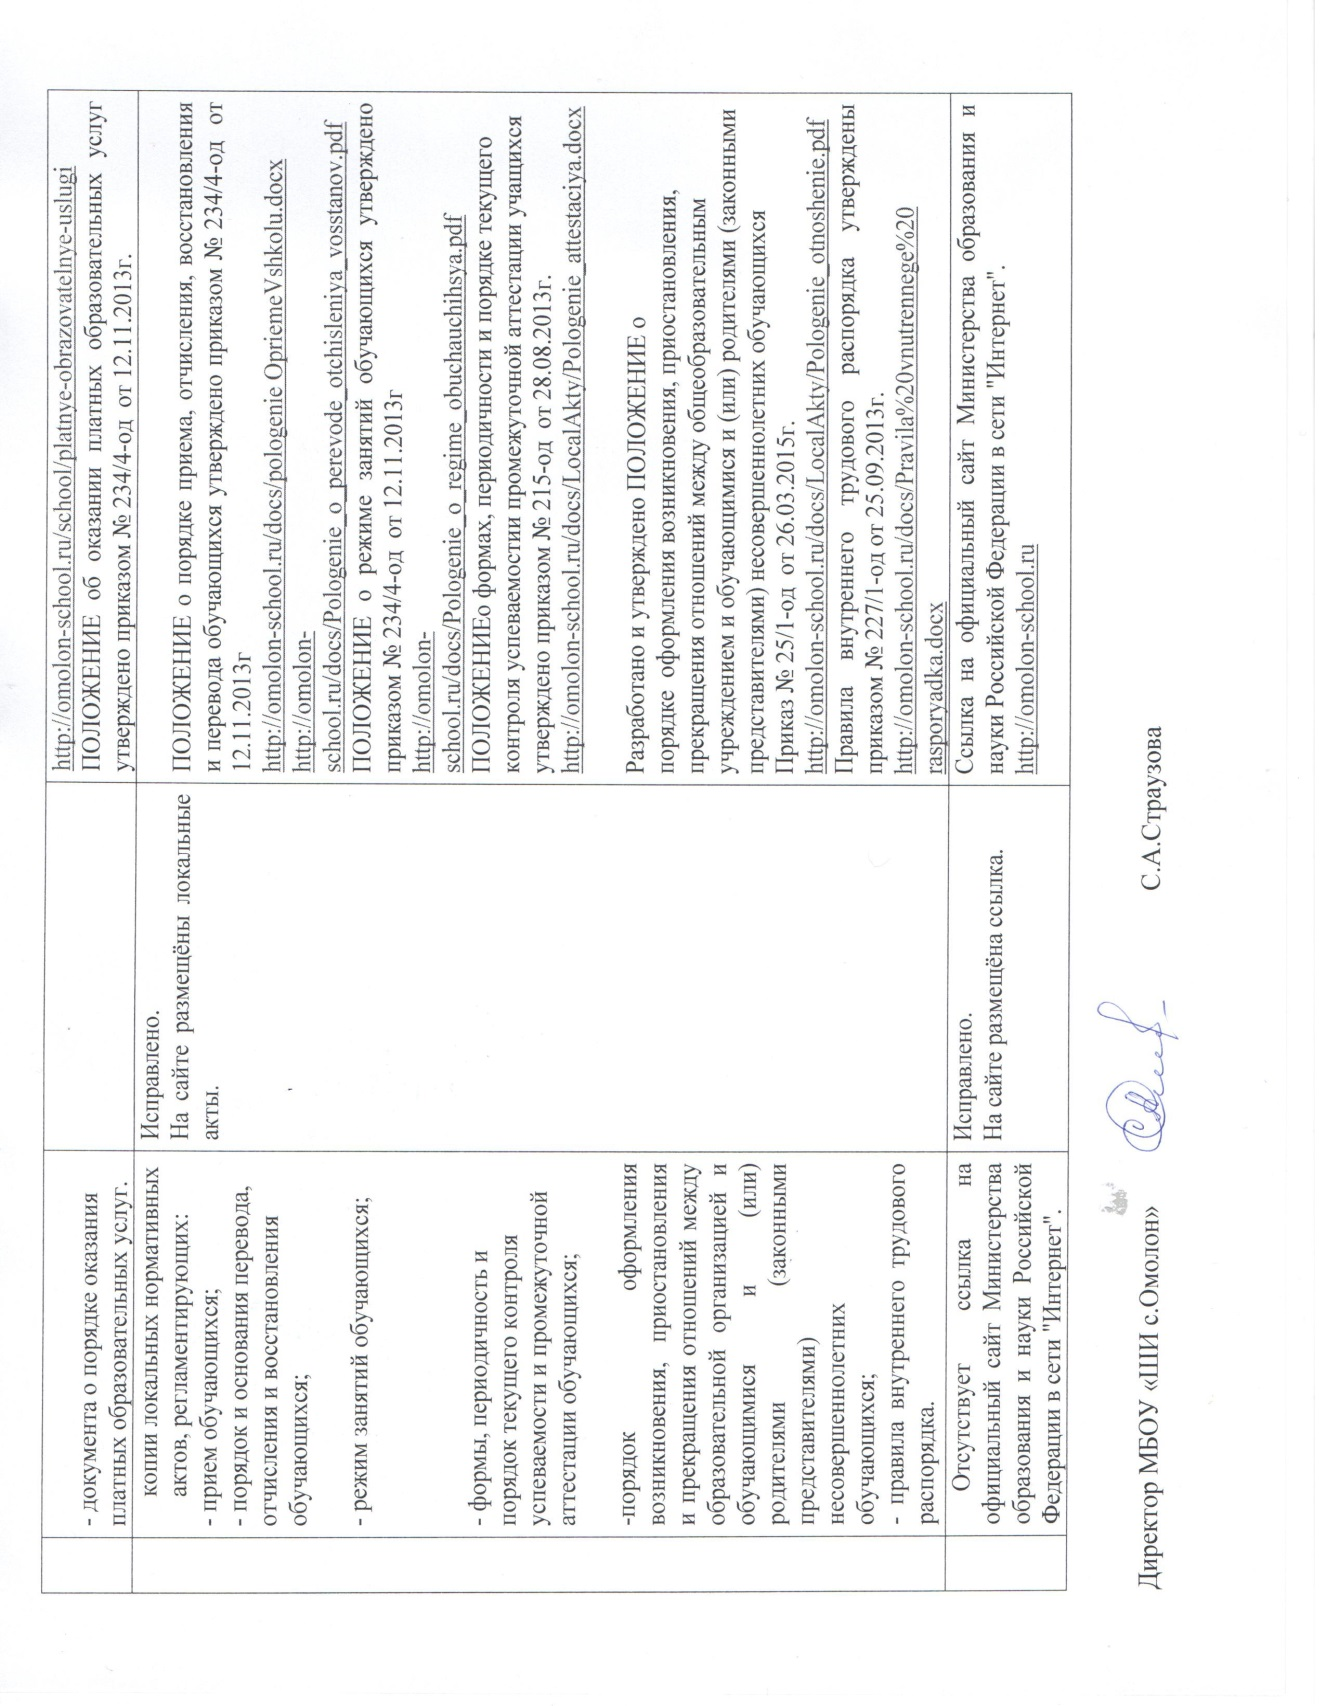 - документа о порядке оказания
платных образовательных услуг.
http://omolon-school.ru/school/platnye-obrazovatelnye-uslugi
ПОЛОЖЕНИЕ об оказании платных образовательных услуг
утверждено приказом № 234/4-од от 12.11.2013г.
копии локальных нормативных
актов, регламентирующих:
- прием обучающихся;
- порядок и основания перевода,
отчисления и восстановления
обучающихся;
- режим занятий обучающихся;
- формы, периодичность и
порядок текущего контроля
успеваемости и промежуточной
аттестации обучающихся;
-порядок оформления
возникновения, приостановления
и прекращения отношений между
образовательной организацией и
обучающимися и (или)
родителями (законными
представителями)
несовершеннолетних
обучающихся;
- правила внутреннего трудового
распорядка.
Исправлено.
На сайте размещёны локальные
акты.
ПОЛОЖЕНИЕ о порядке приема, отчисления, восстановления
и перевода обучающихся утверждено приказом № 234/4-од от
12.11.2013г
http://omolon-school.ru/docs/pologenie OpriemeVshkolu.docx
http://omolon-
school.ru/docs/Pologenie_o_perevode_otchisleniya_vosstanov.pdf
ПОЛОЖЕНИЕ о режиме занятий обучающихся утверждено
приказом № 234/4-од от 12.11.2013г
http://omolon-
school.ru/docs/Pologenie_o_regime_obuchauchihsya.pdf
ПОЛОЖЕНИЕо формах, периодичности и порядке текущего
контроля успеваемостии промежуточной аттестации учащихся
утверждено приказом № 215-од от 28.08.2013г.
http://omolon-school.ru/docs/LocalAkty/Pologenie_attestaciya.docx
Разработано и утверждено ПОЛОЖЕНИЕ о
порядке оформления возникновения, приостановления,
прекращения отношений между общеобразовательным
учреждением и обучающимися и (или) родителями (законными
представителями) несовершеннолетних обучающихся
Приказ № 25/1-од от 26.03.2015г.
http://omolon-school.ru/docs/LocalAkty/Pologenie_otnoshenie.pdf
Правила внутреннего трудового распорядка утверждены
приказом № 227/1-од от 25.09.2013г.
http://omolon-school.ru/docs/Pravila%20vnutrennege%20
rasporyadka.docx
Отсутствует ссылка на
официальный сайт Министерства
образования и науки Российской
Федерации в сети "Интернет".
Исправлено.
На сайте размещёна ссылка.
Ссылка на официальный сайт Министерства образования и
науки Российской Федерации в сети "Интернет".
http://omolon-school.ru
Директор МБОУ «ШИ с.Омолон» С.А.Страузова